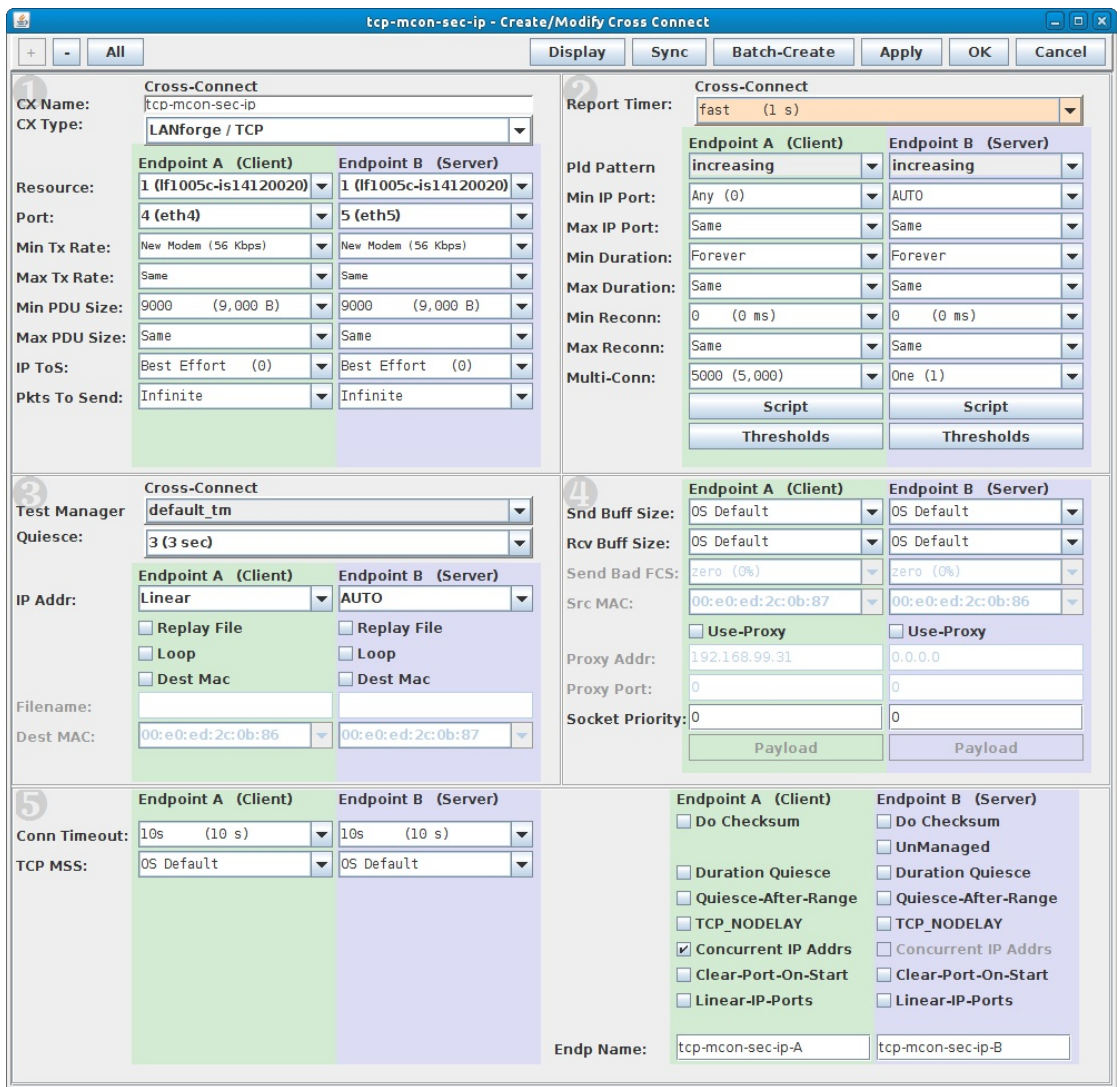 tcp-mcon-sec-ip - Create/Modify Cross Connect
+ - All Display Sync Batch-Create Apply OK Cancel
1
Cross-Connect
CX Name: tcp-mcon-sec-ip
CX Type: LANforge / TCP
Endpoint A (Client) Endpoint B (Server)
Resource: 1 (lf1005c-is14120020) 1 (lf1005c-is14120020)
Port: 4 (eth4) 5 (eth5)
Min Tx Rate: New Modem (56 Kbps) New Modem (56 Kbps)
Max Tx Rate: Same Same
Min PDU Size: 9000 (9,000 B) 9000 (9,000 B)
Max PDU Size: Same Same
IP ToS: Best Effort (0) Best Effort (0)
Pkts To Send: Infinite Infinite
2
Cross-Connect
Report Timer: fast (1 s)
Endpoint A (Client) Endpoint B (Server)
Pld Pattern increasing increasing
Min IP Port: Any (0) AUTO
Max IP Port: Same Same
Min Duration: Forever Forever
Max Duration: Same Same
Min Reconn: 0 (0 ms) 0 (0 ms)
Max Reconn: Same Same
Multi-Conn: 5000 (5,000) One (1)
Script Script
Thresholds Thresholds
3
Cross-Connect
Test Manager default_tm
Quiesce: 3 (3 sec)
Endpoint A (Client) Endpoint B (Server)
IP Addr: Linear AUTO
Replay File Replay File
Loop Loop
Dest Mac Dest Mac
Filename:
Dest MAC: 00:e0:ed:2c:0b:86 00:e0:ed:2c:0b:87
4
Endpoint A (Client) Endpoint B (Server)
Snd Buff Size: OS Default OS Default
Rcv Buff Size: OS Default OS Default
Send Bad FCS: zero (0%) zero (0%)
Src MAC: 00:e0:ed:2c:0b:87 00:e0:ed:2c:0b:86
Use-Proxy Use-Proxy
Proxy Addr: 192.168.99.31 0.0.0.0
Proxy Port: 0 0
Socket Priority: 0 0
Payload Payload
5
Endpoint A (Client) Endpoint B (Server)
Conn Timeout: 10s (10 s) 10s (10 s)
TCP MSS: OS Default OS Default
Endpoint A (Client) Endpoint B (Server)
Do Checksum Do Checksum
UnManaged
Duration Quiesce Duration Quiesce
Quiesce-After-Range Quiesce-After-Range
TCP_NODELAY TCP_NODELAY
Concurrent IP Addrs Concurrent IP Addrs
Clear-Port-On-Start Clear-Port-On-Start
Linear-IP-Ports Linear-IP-Ports
Endp Name: tcp-mcon-sec-ip-A tcp-mcon-sec-ip-B